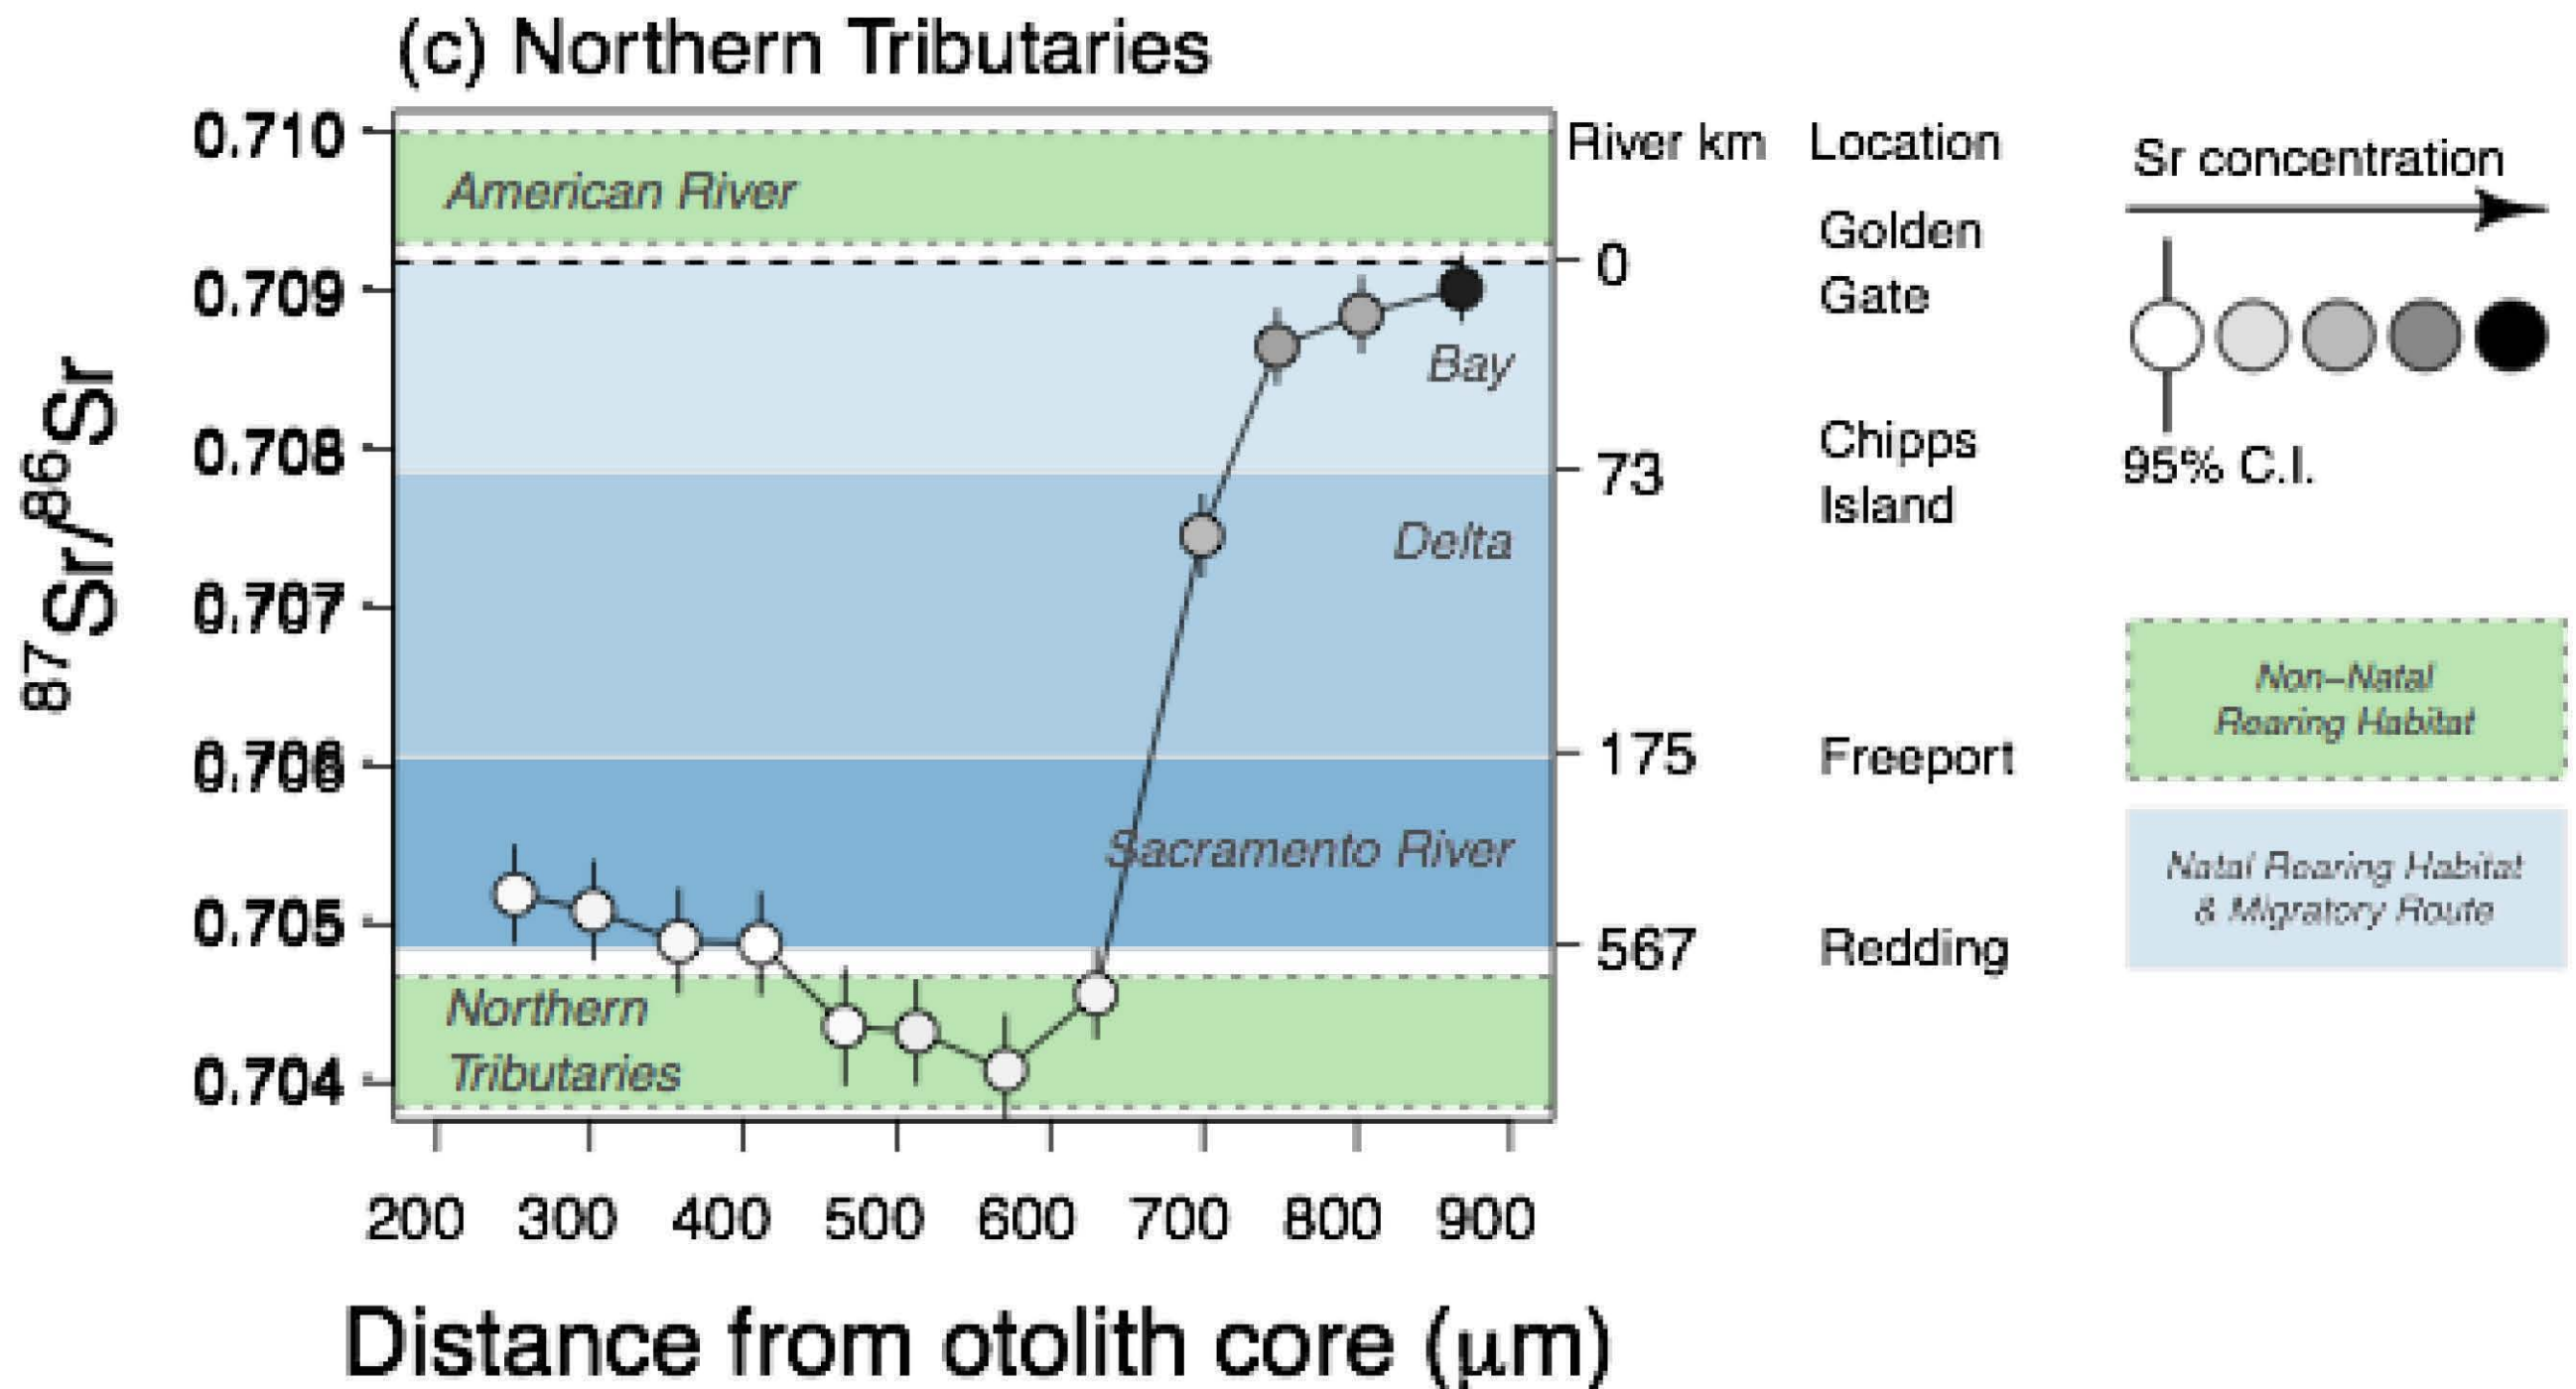 (c) Northern Tributaries
0.710
0.709
0.708
0.707
0.706
0.705
0.704
87Sr/86Sr
American River
Bay
Delta
Sacramento River
Northern
Tributaries
River km
0
73
175
567
Location
Golden
Gate
Chipps
Island
Freeport
Redding
Sr concentration
95% C.I.
Non–Natal
Rearing Habitat
Natal Rearing Habitat
& Migratory Route
200 300 400 500 600 700 800 900
Distance from otolith core (μm)